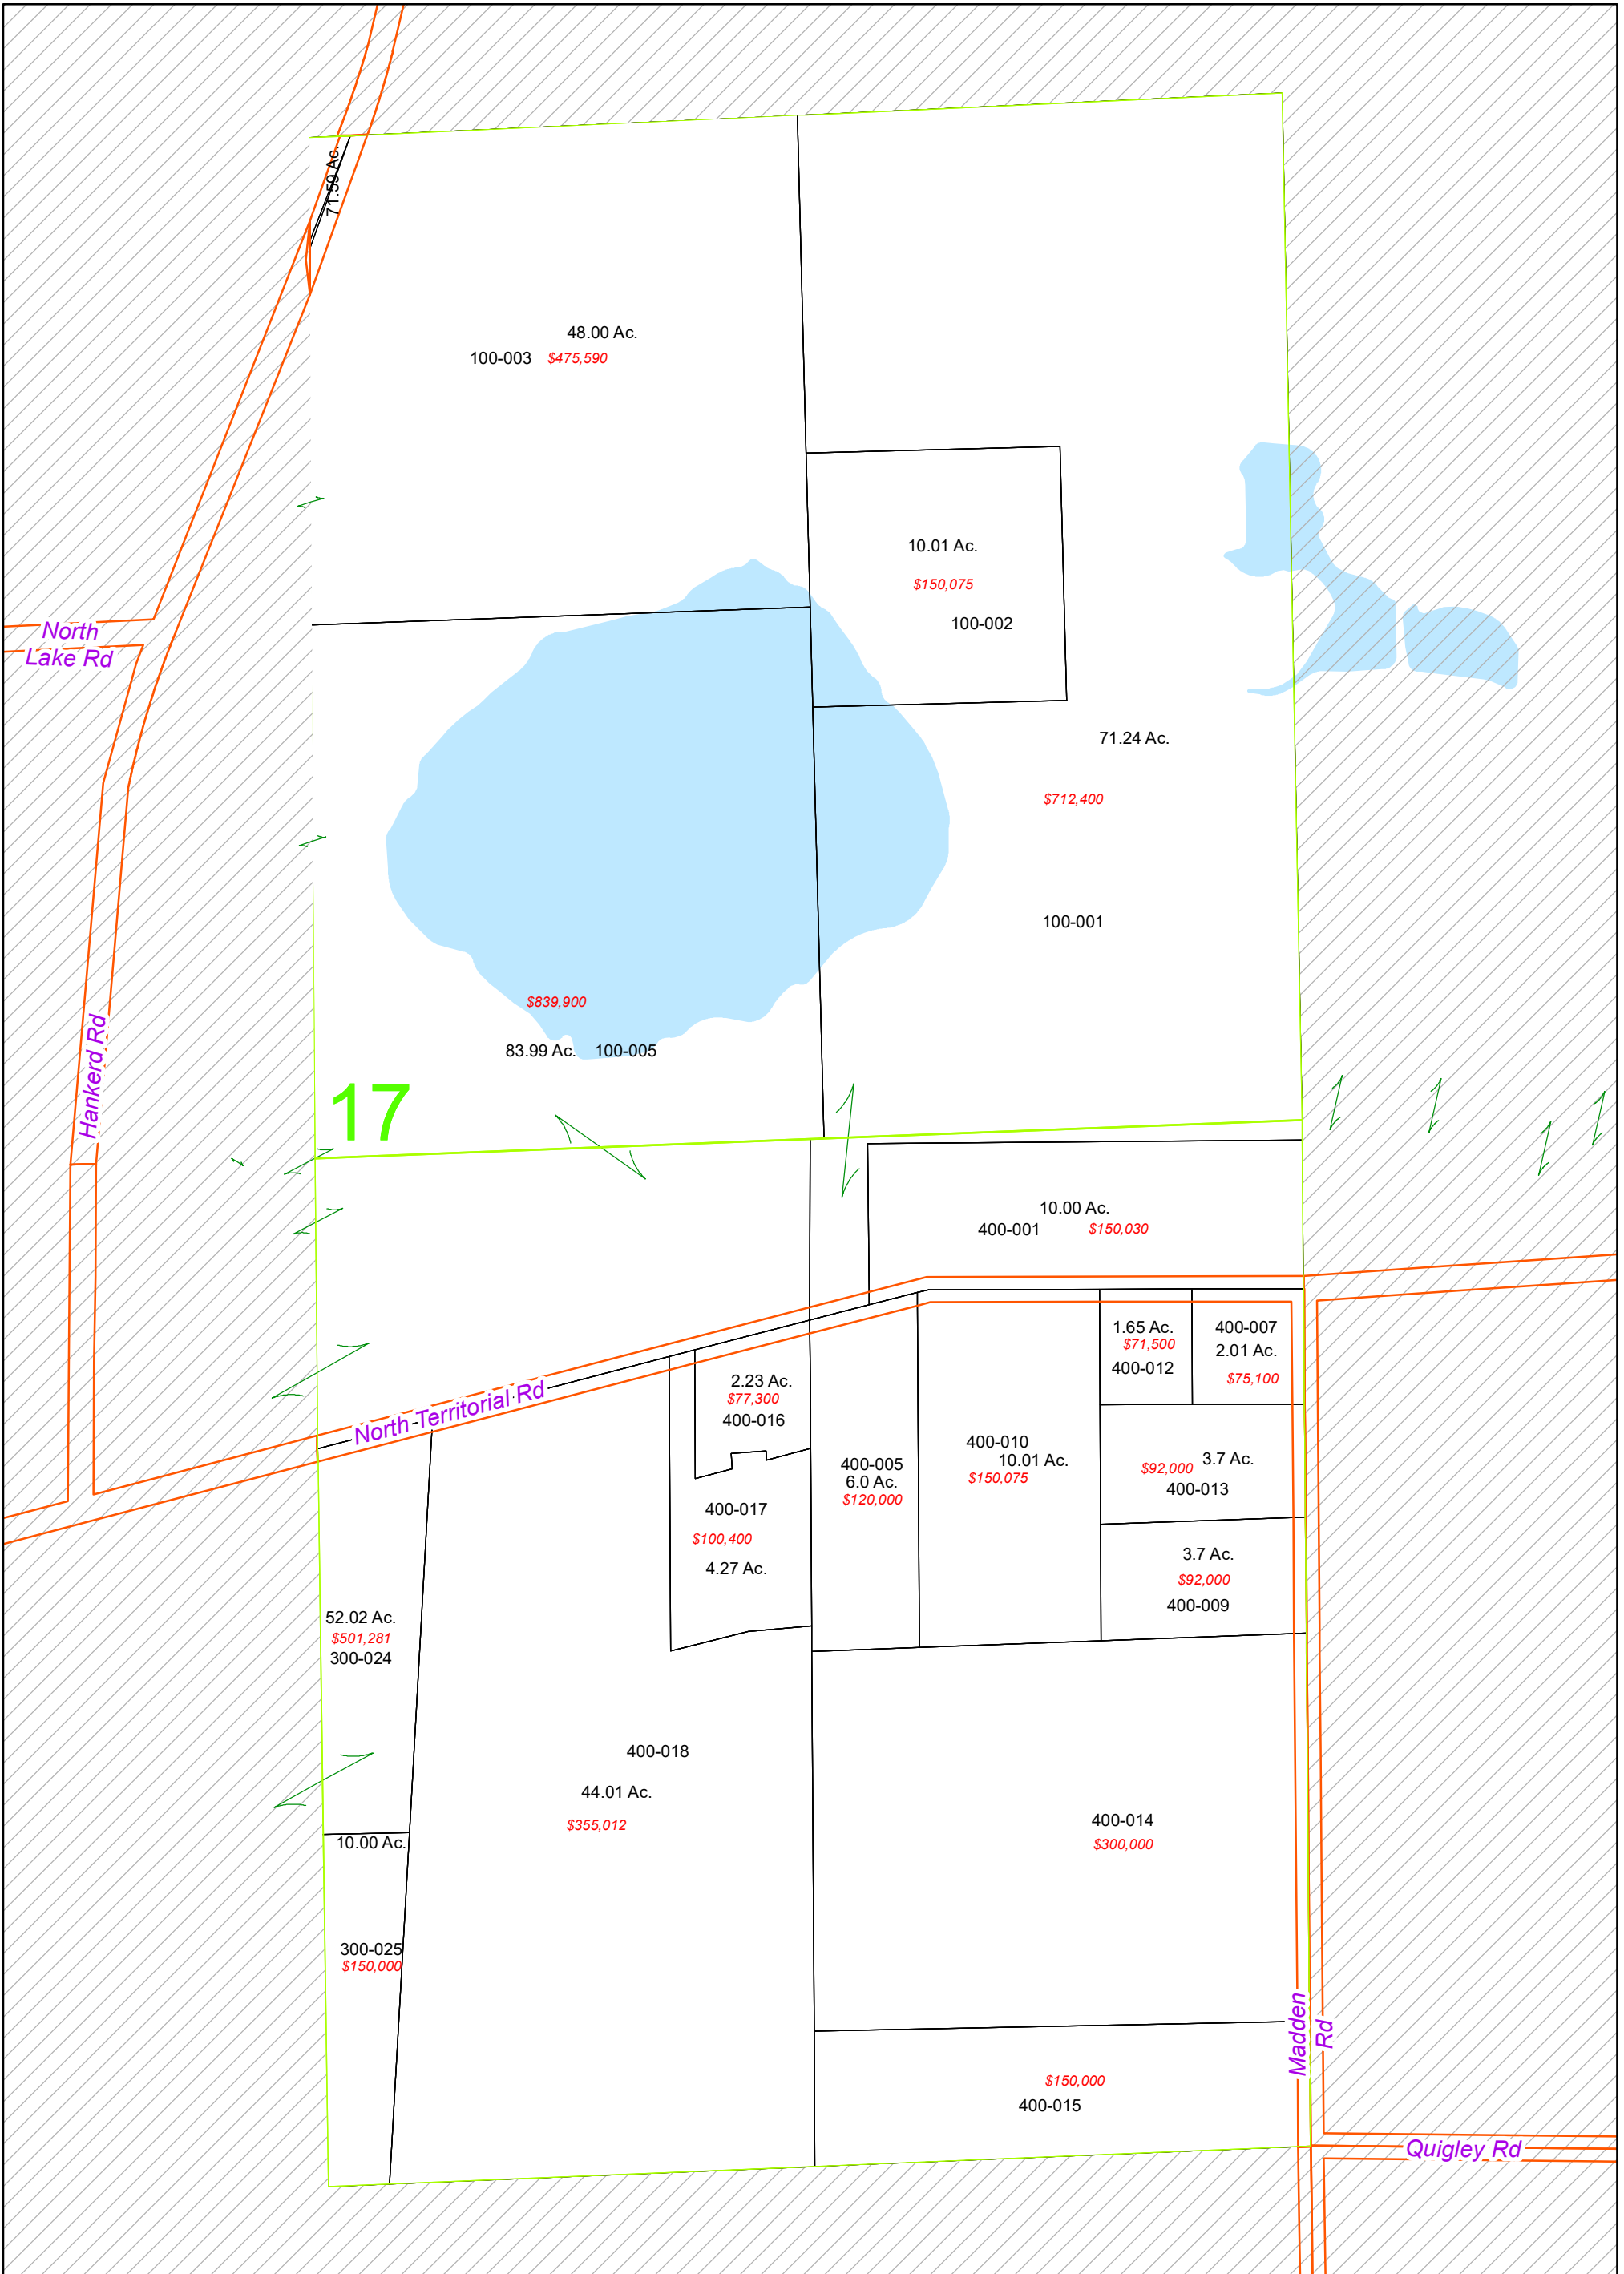 71.59 Ac.
48.00 Ac.
100-003 $475,590
10.01 Ac.
$150,075
100-002
North
Lake Rd
71.24 Ac.
$712,400
100-001
$839,900
83.99 Ac. 100-005
Hankerd Rd
17
10.00 Ac.
400-001 $150,030
1.65 Ac.
$71,500
400-012
400-007
2.01 Ac.
$75,100
North Territorial Rd
2.23 Ac.
$77,300
400-016
400-005
6.0 Ac.
$120,000
400-010
10.01 Ac.
$150,075
$92,000 3.7 Ac.
400-013
400-017
$100,400
4.27 Ac.
3.7 Ac.
$92,000
400-009
52.02 Ac.
$501,281
300-024
400-018
44.01 Ac.
$355,012
400-014
$300,000
10.00 Ac.
300-025
$150,000
Madden
Rd
$150,000
400-015
Quigley Rd